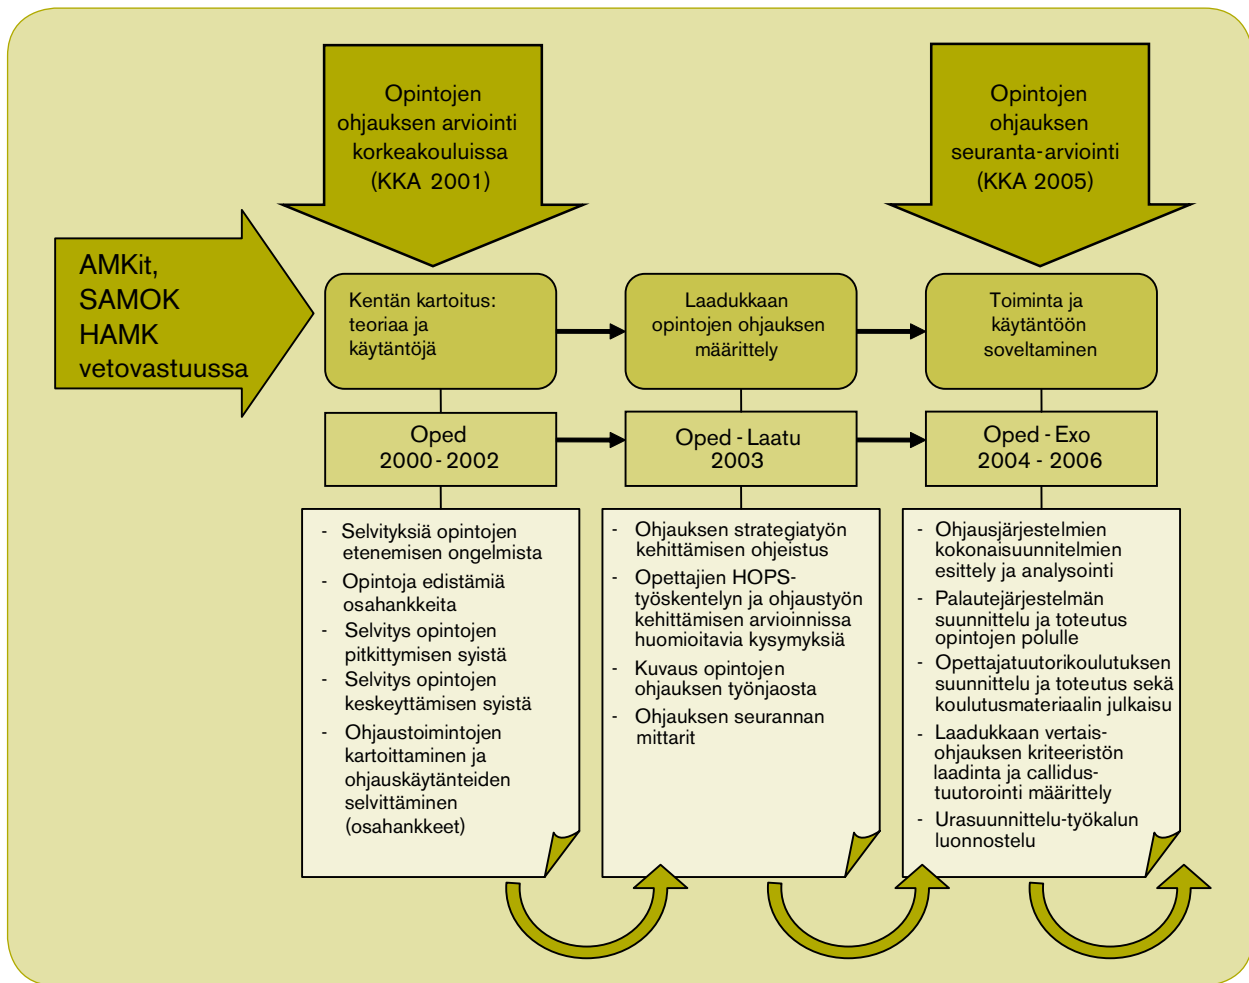 Opintojen
ohjauksen arviointi
korkeakouluissa
(KKA 2001)
Opintojen
ohjauksen
seuranta-arviointi
(KKA 2005)
AMKit,
SAMOK
HAMK
vetovastuussa
Kentän kartoitus:
teoriaa ja
käytäntöjä
Laadukkaan
opintojen ohjauksen
määrittely
Toiminta ja
käytäntöön
soveltaminen
Oped
2000-2002
Oped - Laatu
2003
Oped - Exo
2004 - 2006
- Selvityksiä opintojen
etenemisen ongelmista
- Opintoja edistämiä
osahankkeita
- Selvitys opintojen
pitkittymisen syistä
- Selvitys opintojen
keskeyttämisen syistä
- Ohjaustoimintojen
kartoittaminen ja
ohjauskäytänteiden
selvittäminen
(osahankkeet)
- Ohjauksen strategiatyön
kehittämisen ohjeistus
- Opettajien HOPS-
työskentelyn ja ohjaustyön
kehittämisen arvioinnissa
huomioitavia kysymyksiä
- Kuvaus opintojen
ohjauksen työnjaosta
- Ohjauksen seurannan
mittarit
- Ohjausjärjestelmien
kokonaisuunnitelmien
esittely ja analysointi
- Palautejärjestelmän
suunnittelu ja toteutus
opintojen polulle
- Opettajatuutorikoulutuksen
suunnittelu ja toteutus sekä
koulutusmateriaalin julkaisu
- Laadukkaan vertais-
ohjauksen kriteeristön
laadinta ja callidus-
tuutorointi määrittely
- Urasuunnittelu-työkalun
luonnostelu